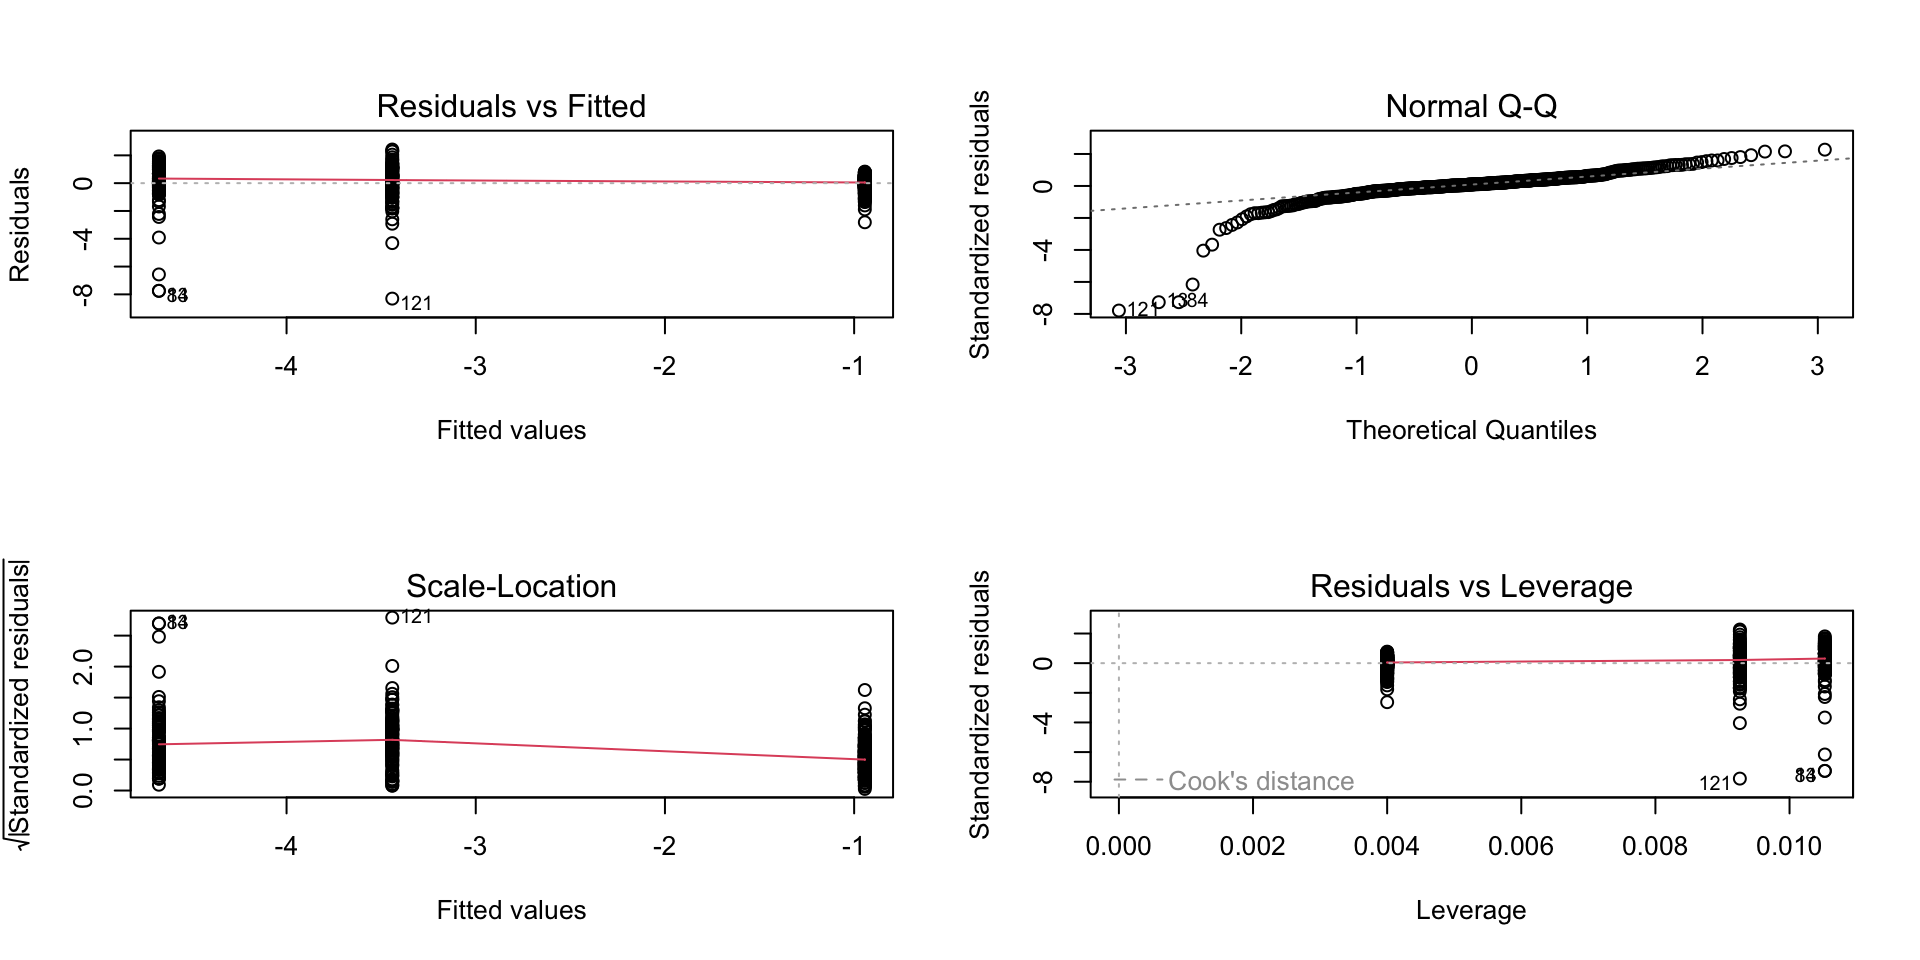 Residuals vs Fitted
Residuals
0
-4
-8
121
-4
-3
-2
-1
Fitted values
Normal Q-Q
Standardized residuals
0
-4
-8
121
1384
-3
-2
-1
0
1
2
3
Theoretical Quantiles
Scale-Location
√|Standardized residuals|
2.0
1.0
0.0
121
-4
-3
-2
-1
Fitted values
Residuals vs Leverage
Standardized residuals
0
-4
-8
Cook's distance
121
0.000
0.002
0.004
0.006
0.008
0.010
Leverage